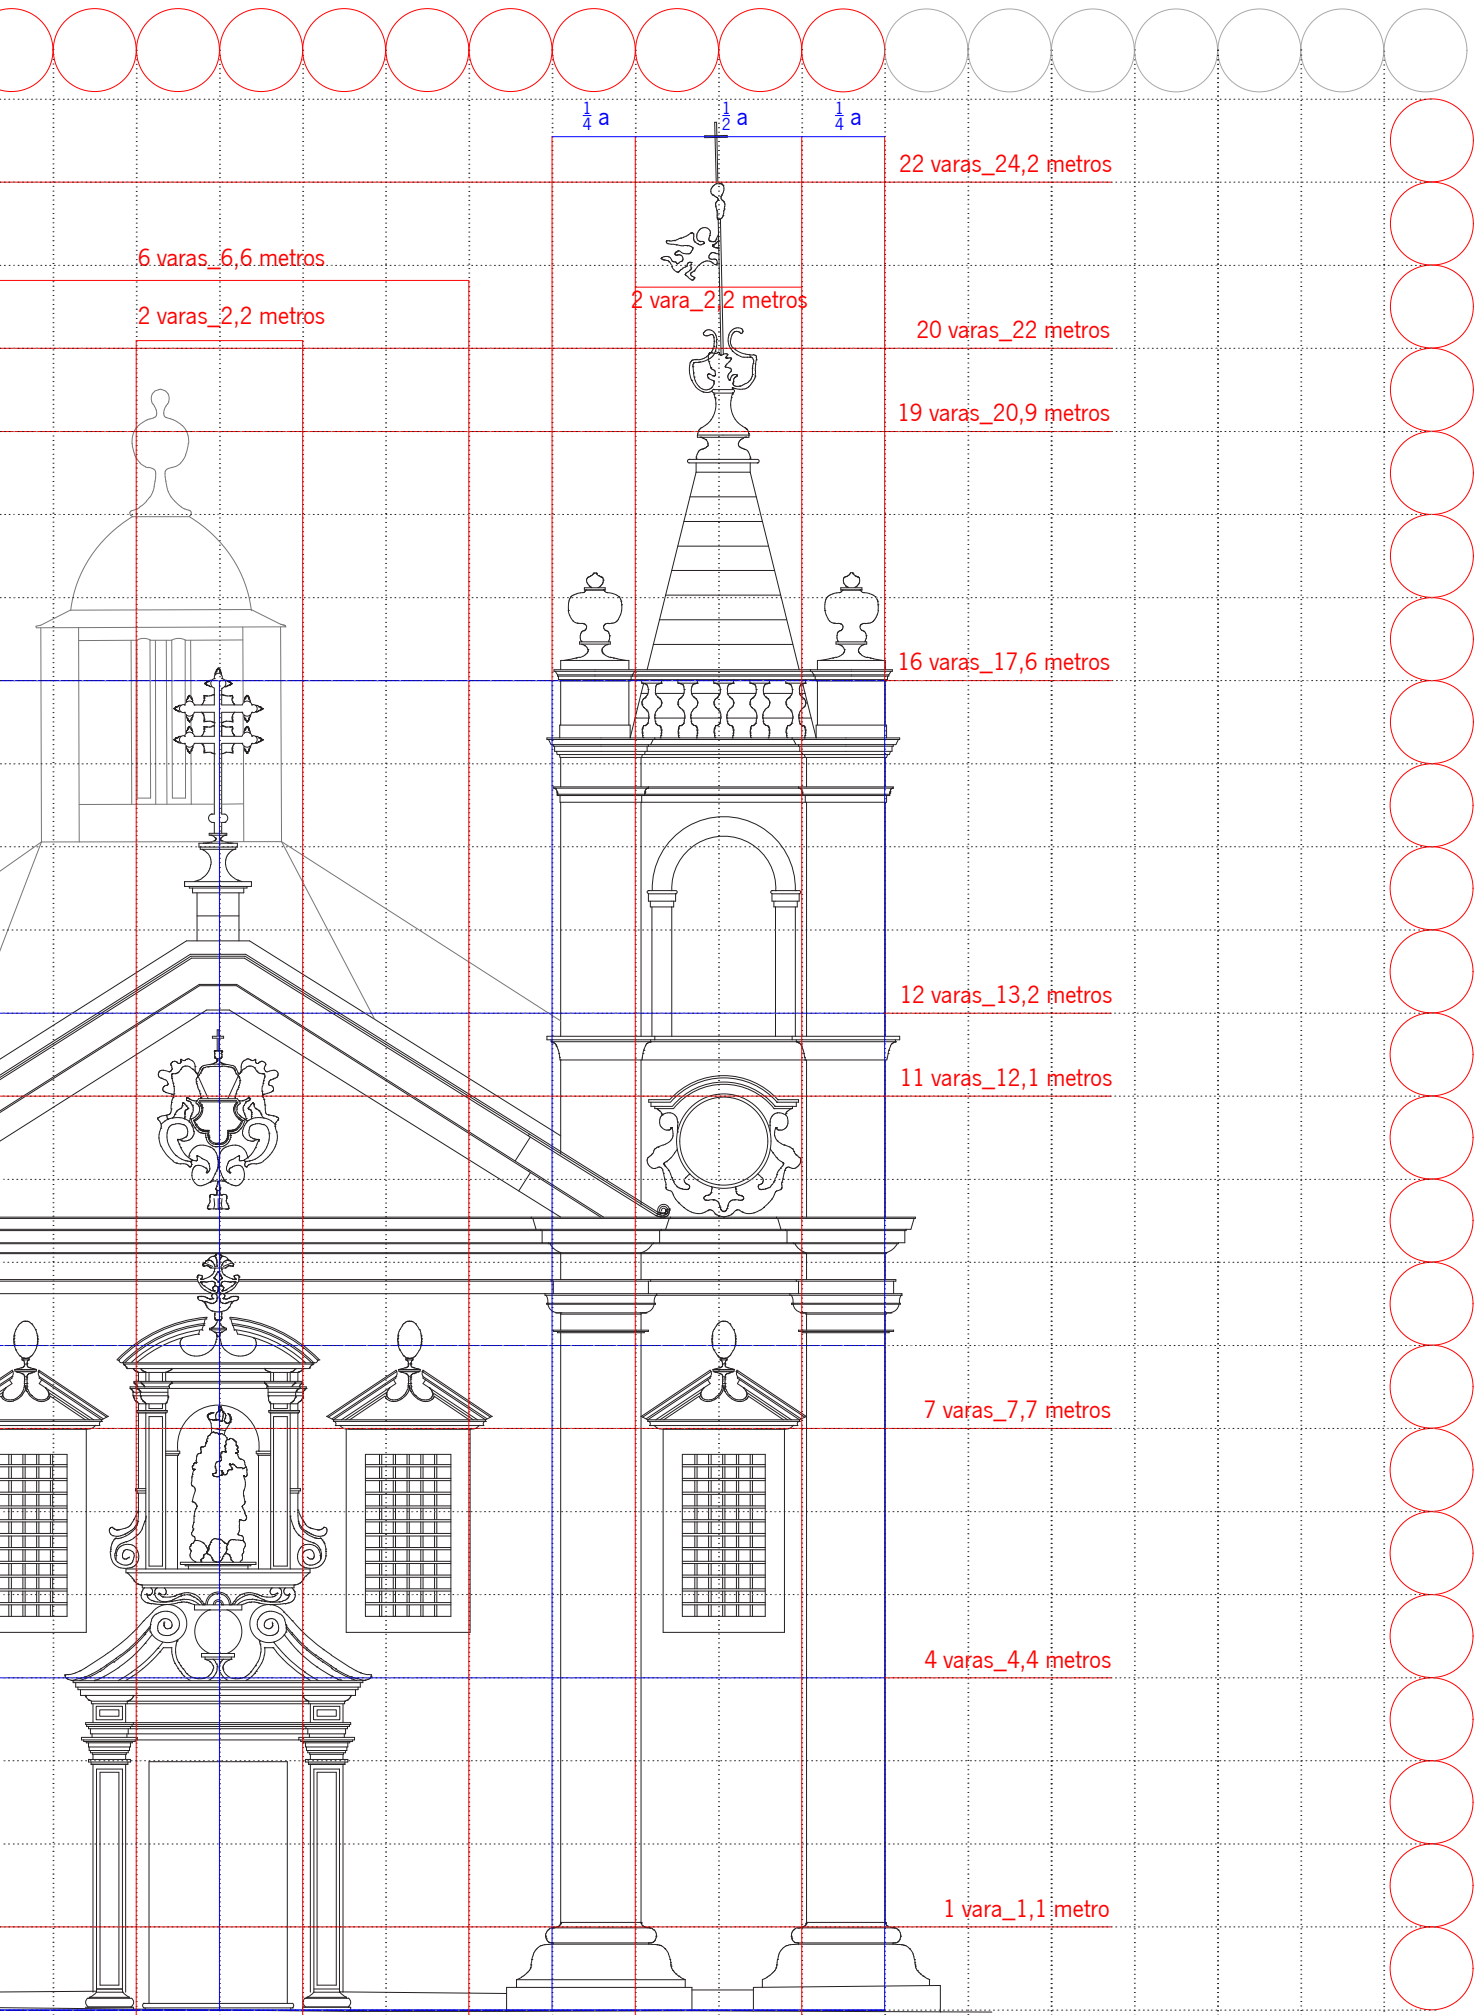 1/4 a
1/2 a
1/4 a
22 varas_24,2 metros
6 varas_6,6 metros
2 vara_2,2 metros
2 varas_2,2 metros
20 varas_22 metros
19 varas_20,9 metros
16 varas_17,6 metros
12 varas_13,2 metros
11 varas_12,1 metros
7 varas_7,7 metros
4 varas_4,4 metros
1 vara_1,1 metro